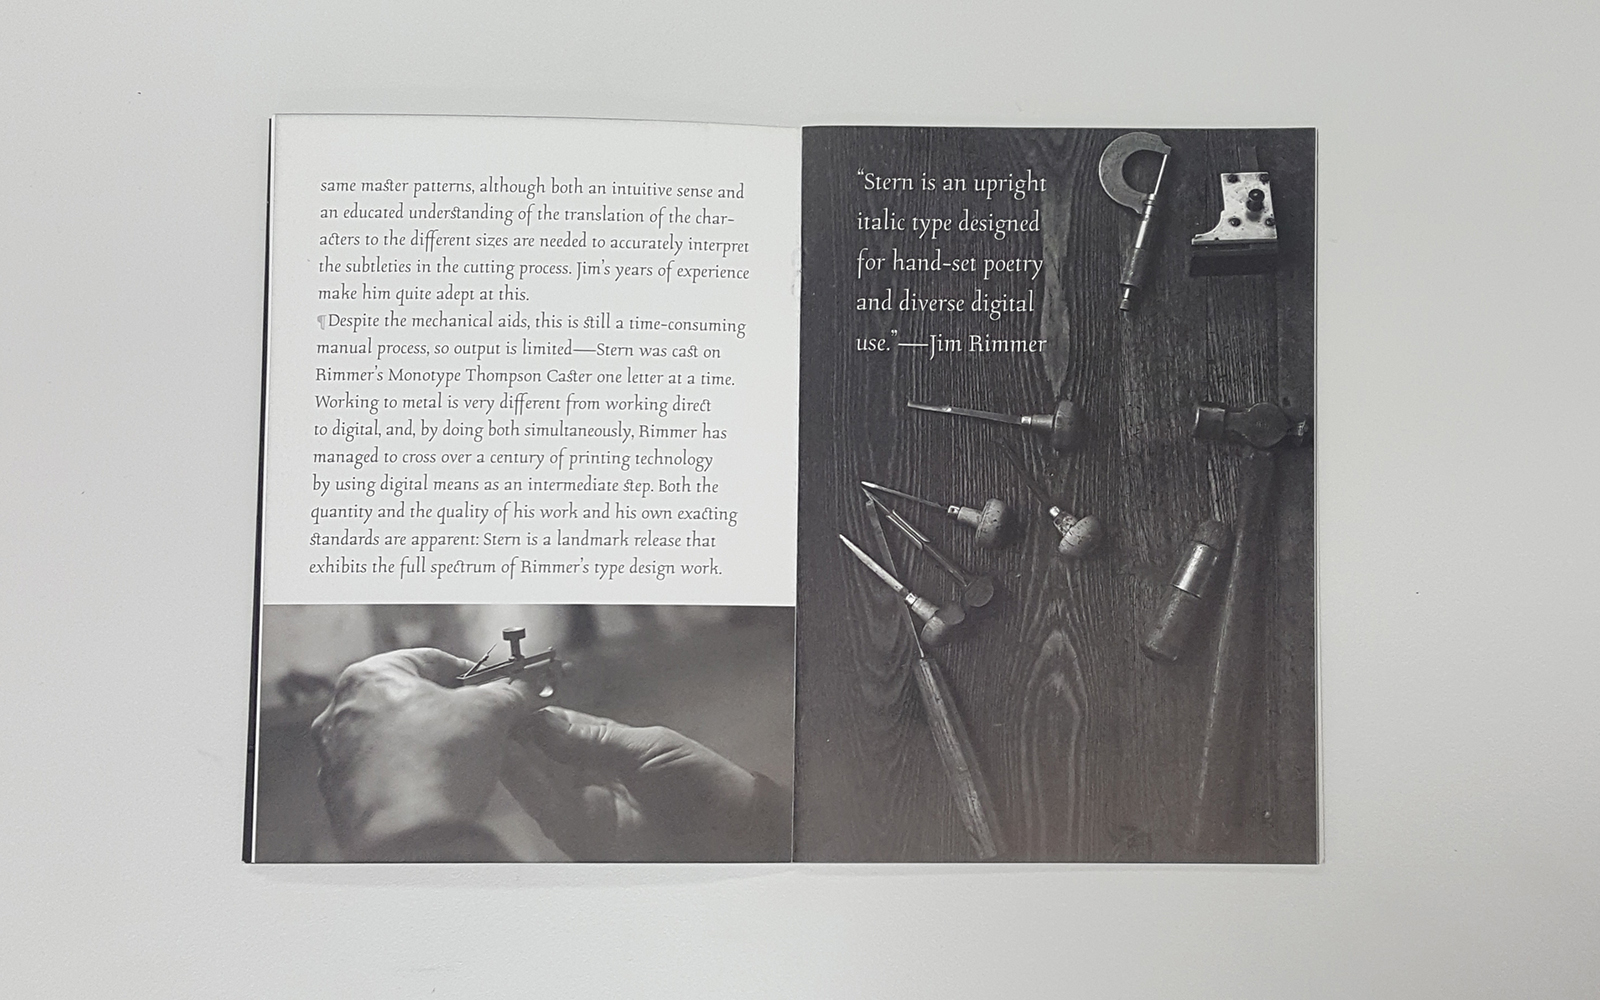 same master patterns, although both an intuitive sense and
an educated understanding of the translation of the char-
acters to the different sizes are needed to accurately interpret
the subtleties in the cutting process. Jim's years of experience
make him quite adept at this.
¶Despite the mechanical aids, this is still a time-consuming
manual process, so output is limited—Stern was cast on
Rimmer's Monotype Thompson Caster one letter at a time.
Working to metal is very different from working direct
to digital, and, by doing both simultaneously, Rimmer has
managed to cross over a century of printing technology
by using digital means as an intermediate step. Both the
quantity and the quality of his work and his own exacting
standards are apparent: Stern is a landmark release that
exhibits the full spectrum of Rimmer's type design work.
“Stern is an upright
italic type designed
for hand-set poetry
and diverse digital
use.”—Jim Rimmer